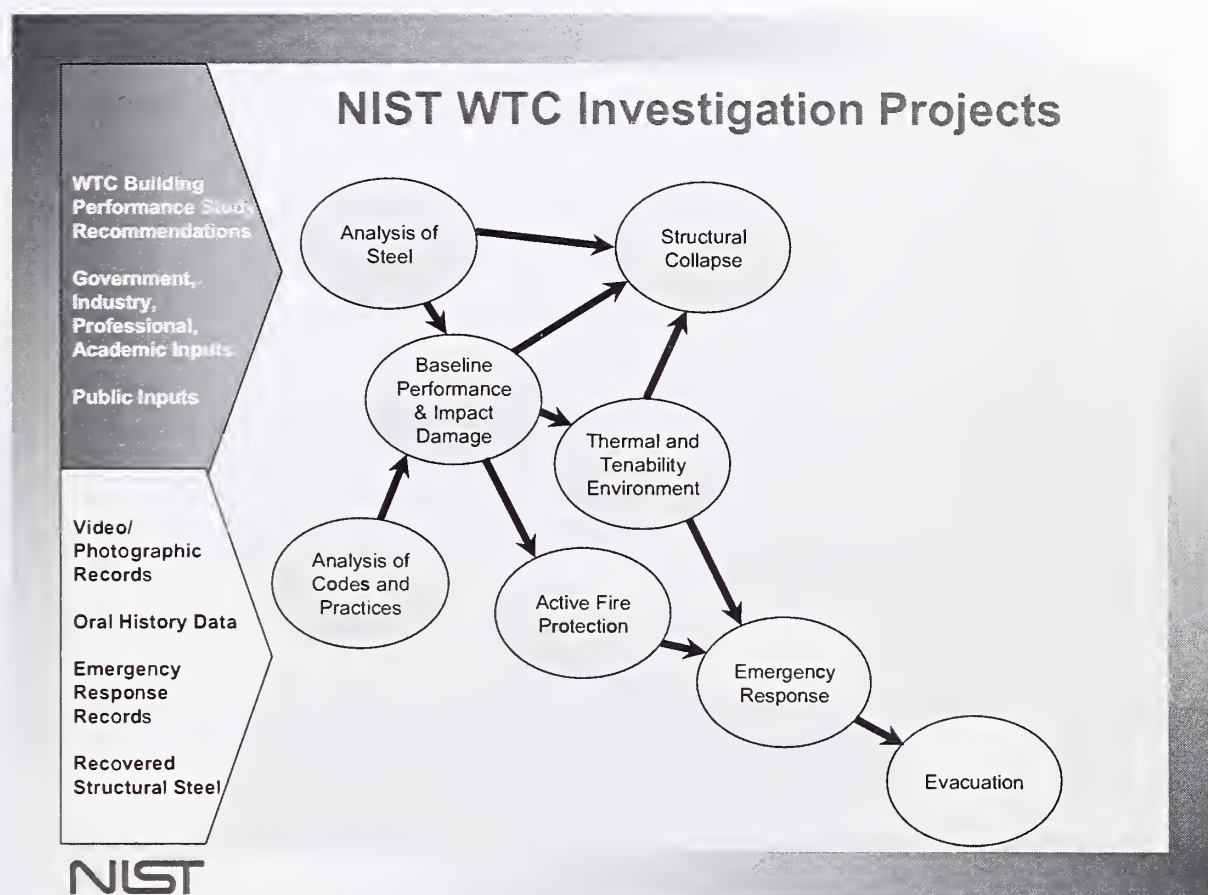 NIST WTC Investigation Projects
WTC Building
Performance Study
Recommendations
Government,
Industry,
Professional,
Academic Inputs
Public Inputs
Video/
Photographic
Records
Oral History Data
Emergency
Response
Records
Recovered
Structural Steel
Analysis of
Steel
Structural
Collapse
Baseline
Performance
& Impact
Damage
Thermal and
Tenability
Environment
Analysis of
Codes and
Practices
Active Fire
Protection
Emergency
Response
Evacuation
NIST